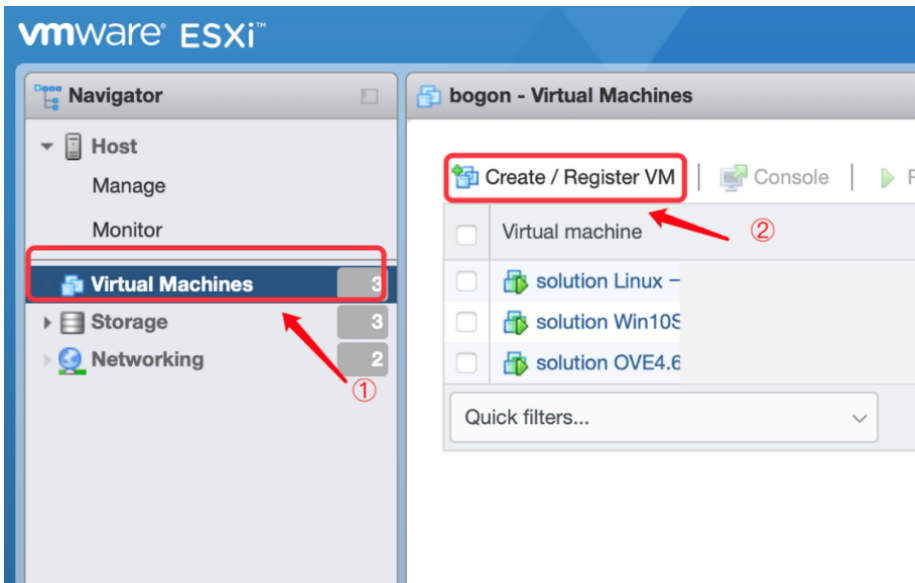 vmware® ESXi™
Navigator
bogon - Virtual Machines
Host
Manage
Monitor
Virtual Machines 3
Storage 3
Networking 2
①
Create / Register VM | Console |
②
Virtual machine
solution Linux –
solution Win10S
solution OVE4.6
Quick filters...